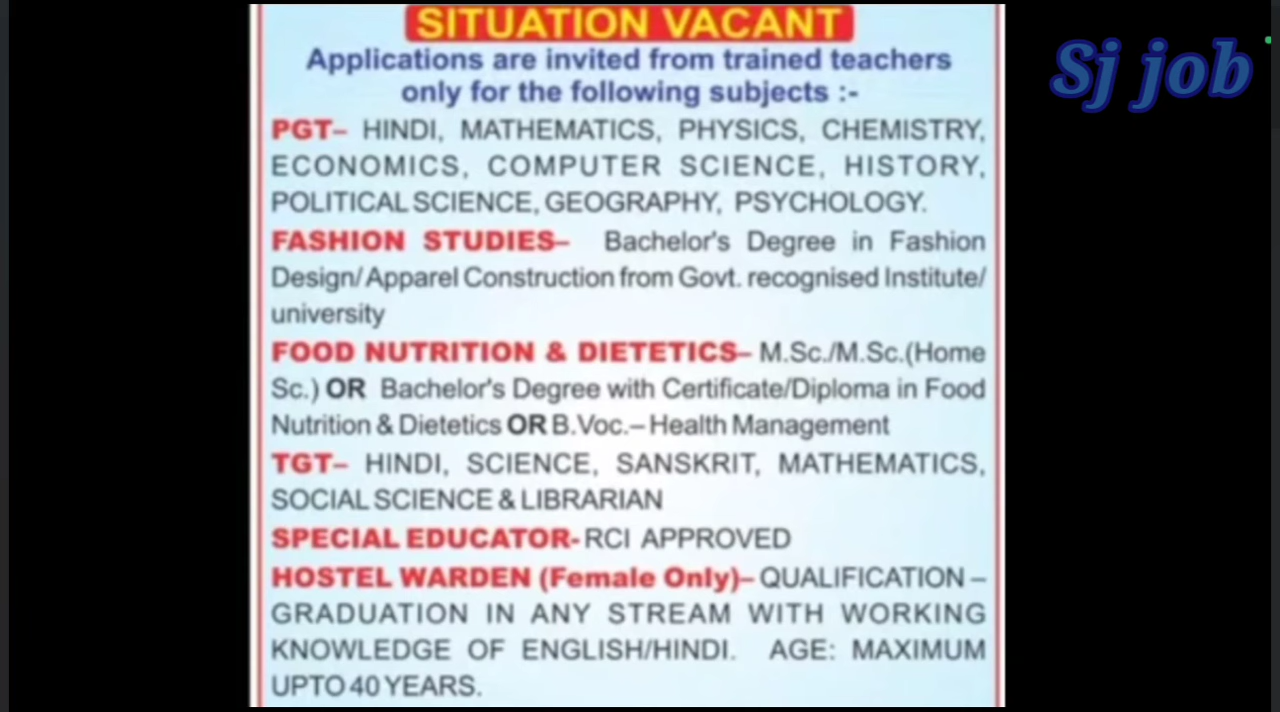 SITUATION VACANT
Sj job
Applications are invited from trained teachers
only for the following subjects :-
PGT– HINDI, MATHEMATICS, PHYSICS, CHEMISTRY,
ECONOMICS, COMPUTER SCIENCE, HISTORY,
POLITICAL SCIENCE, GEOGRAPHY, PSYCHOLOGY.
FASHION STUDIES– Bachelor's Degree in Fashion
Design/Apparel Construction from Govt. recognised Institute/
university
FOOD NUTRITION & DIETETICS– M.Sc./M.Sc.(Home
Sc.) OR Bachelor's Degree with Certificate/Diploma in Food
Nutrition & Dietetics OR B.Voc.– Health Management
TGT– HINDI, SCIENCE, SANSKRIT, MATHEMATICS,
SOCIAL SCIENCE & LIBRARIAN
SPECIAL EDUCATOR- RCI APPROVED
HOSTEL WARDEN (Female Only)– QUALIFICATION –
GRADUATION IN ANY STREAM WITH WORKING
KNOWLEDGE OF ENGLISH/HINDI. AGE: MAXIMUM
UPTO 40 YEARS.